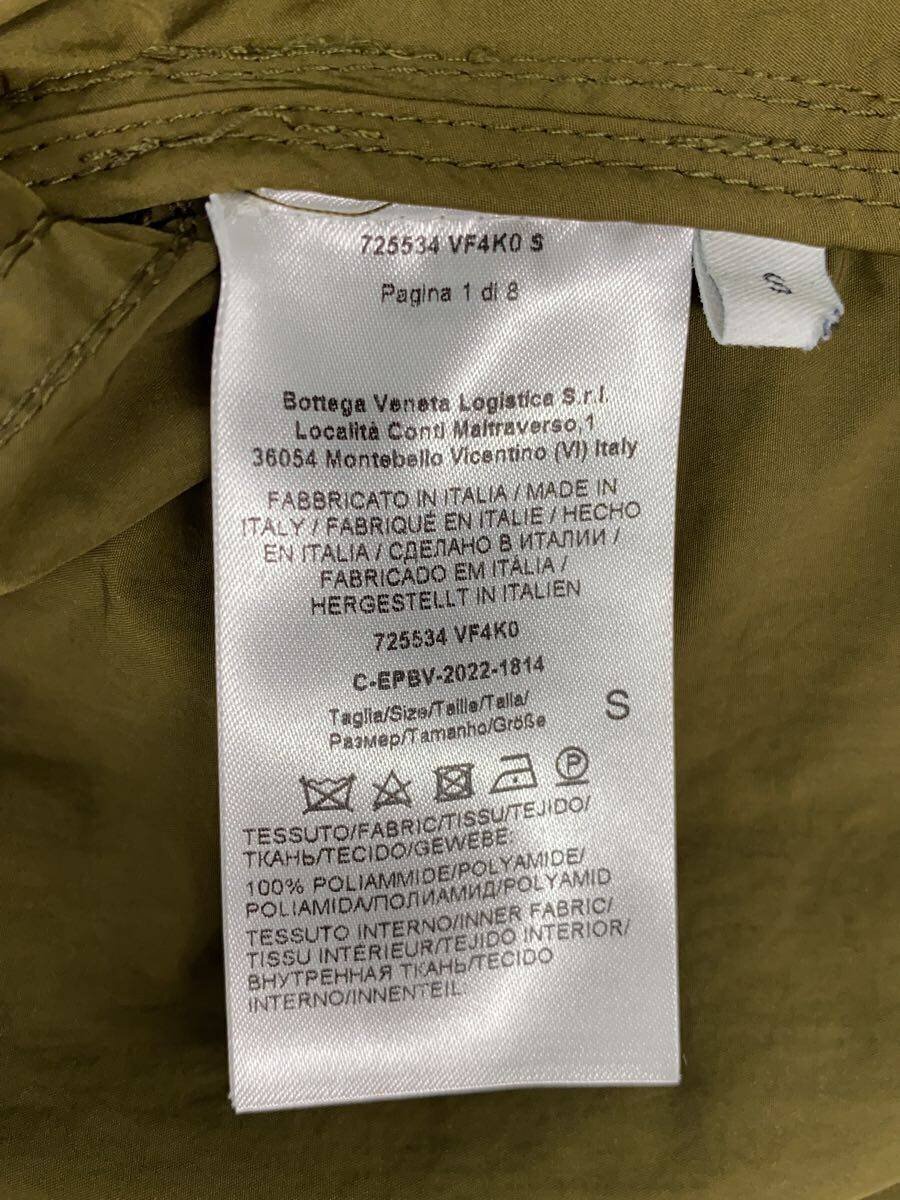 725534 VF4K0 S
Pagina 1 di 8
S
Bottega Veneta Logistica S.r.l.
Località Conti Maltraverso,1
36054 Montebello Vicentino (VI) Italy
FABBRICATO IN ITALIA / MADE IN
ITALY / FABRIQUÉ EN ITALIE / HECHO
EN ITALIA / СДЕЛАНО В ИТАЛИИ /
FABRICADO EM ITÁLIA /
HERGESTELLT IN ITALIEN
725534 VF4K0
C-EPBV-2022-1814
Taglia/Size/Taille/Talla/
Размер/Tamanho/Größe
S
P
TESSUTO/FABRIC/TISSU/TEJIDO/
ТКАНЬ/TECIDO/GEWEBE:
100% POLIAMMIDE/POLYAMIDE/
POLIAMIDA/ПОЛИАМИД/POLYAMID
TESSUTO INTERNO/INNER FABRIC/
TISSU INTÉRIEUR/TEJIDO INTERIOR/
ВНУТРЕННАЯ ТКАНЬ/TECIDO
INTERNO/INNENTEIL: